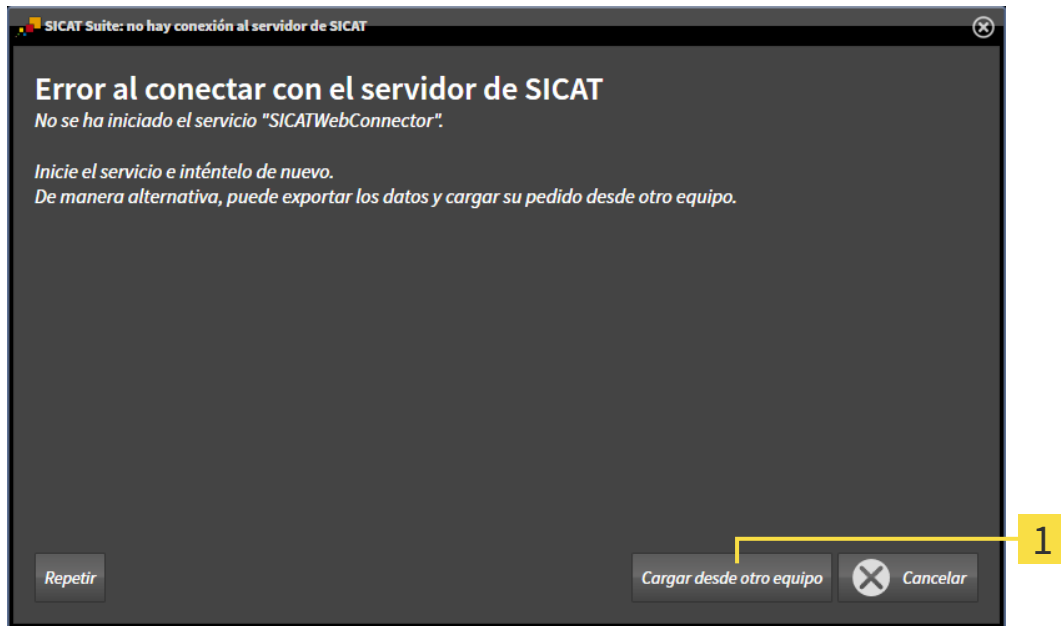 SICAT Suite: no hay conexión al servidor de SICAT
Error al conectar con el servidor de SICAT
No se ha iniciado el servicio "SICATWebConnector".
Inicie el servicio e inténtelo de nuevo.
De manera alternativa, puede exportar los datos y cargar su pedido desde otro equipo.
1
Repetir
Cargar desde otro equipo
Cancelar